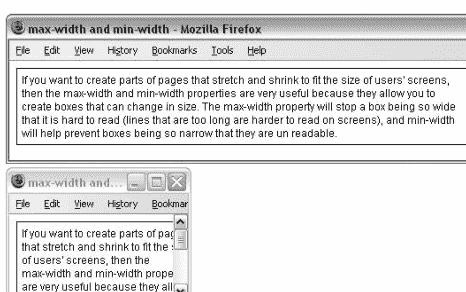 max-width and min-width - Mozilla Firefox
File Edit View History Bookmarks Tools Help
If you want to create parts of pages that stretch and shrink to fit the size of users' screens,
then the max-width and min-width properties are very useful because they allow you to
create boxes that can change in size. The max-width property will stop a box being so wide
that it is hard to read (lines that are too long are harder to read on screens), and min-width
will help prevent boxes being so narrow that they are un readable.
max-width and...
File Edit View History Bookmar
If you want to create parts of pag
that stretch and shrink to fit the
of users' screens, then the
max-width and min-width prope
are very useful because they all